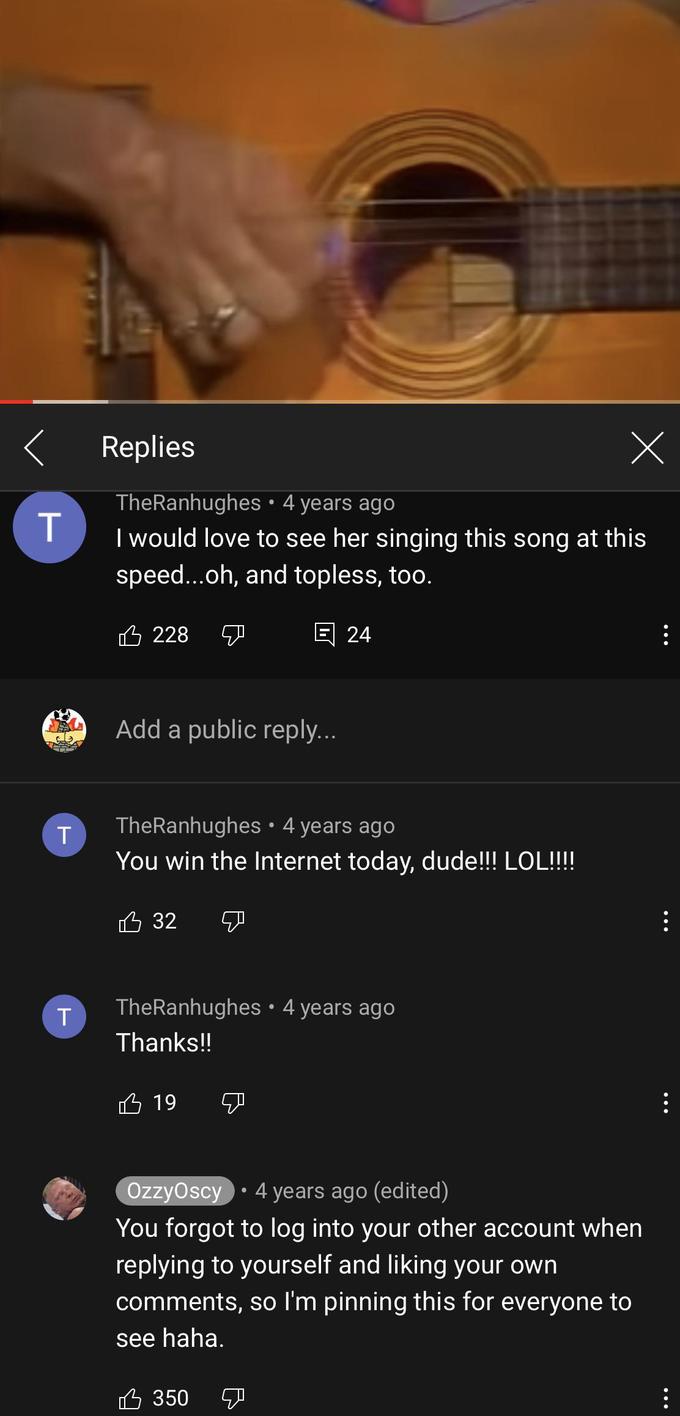 Replies
TheRanhughes • 4 years ago
I would love to see her singing this song at this
speed...oh, and topless, too.
228 24
Add a public reply...
T
TheRanhughes • 4 years ago
You win the Internet today, dude!!! LOL!!!!
32
T
TheRanhughes • 4 years ago
Thanks!!
19
T
OzzyOscy • 4 years ago (edited)
You forgot to log into your other account when
replying to yourself and liking your own
comments, so I'm pinning this for everyone to
see haha.
350